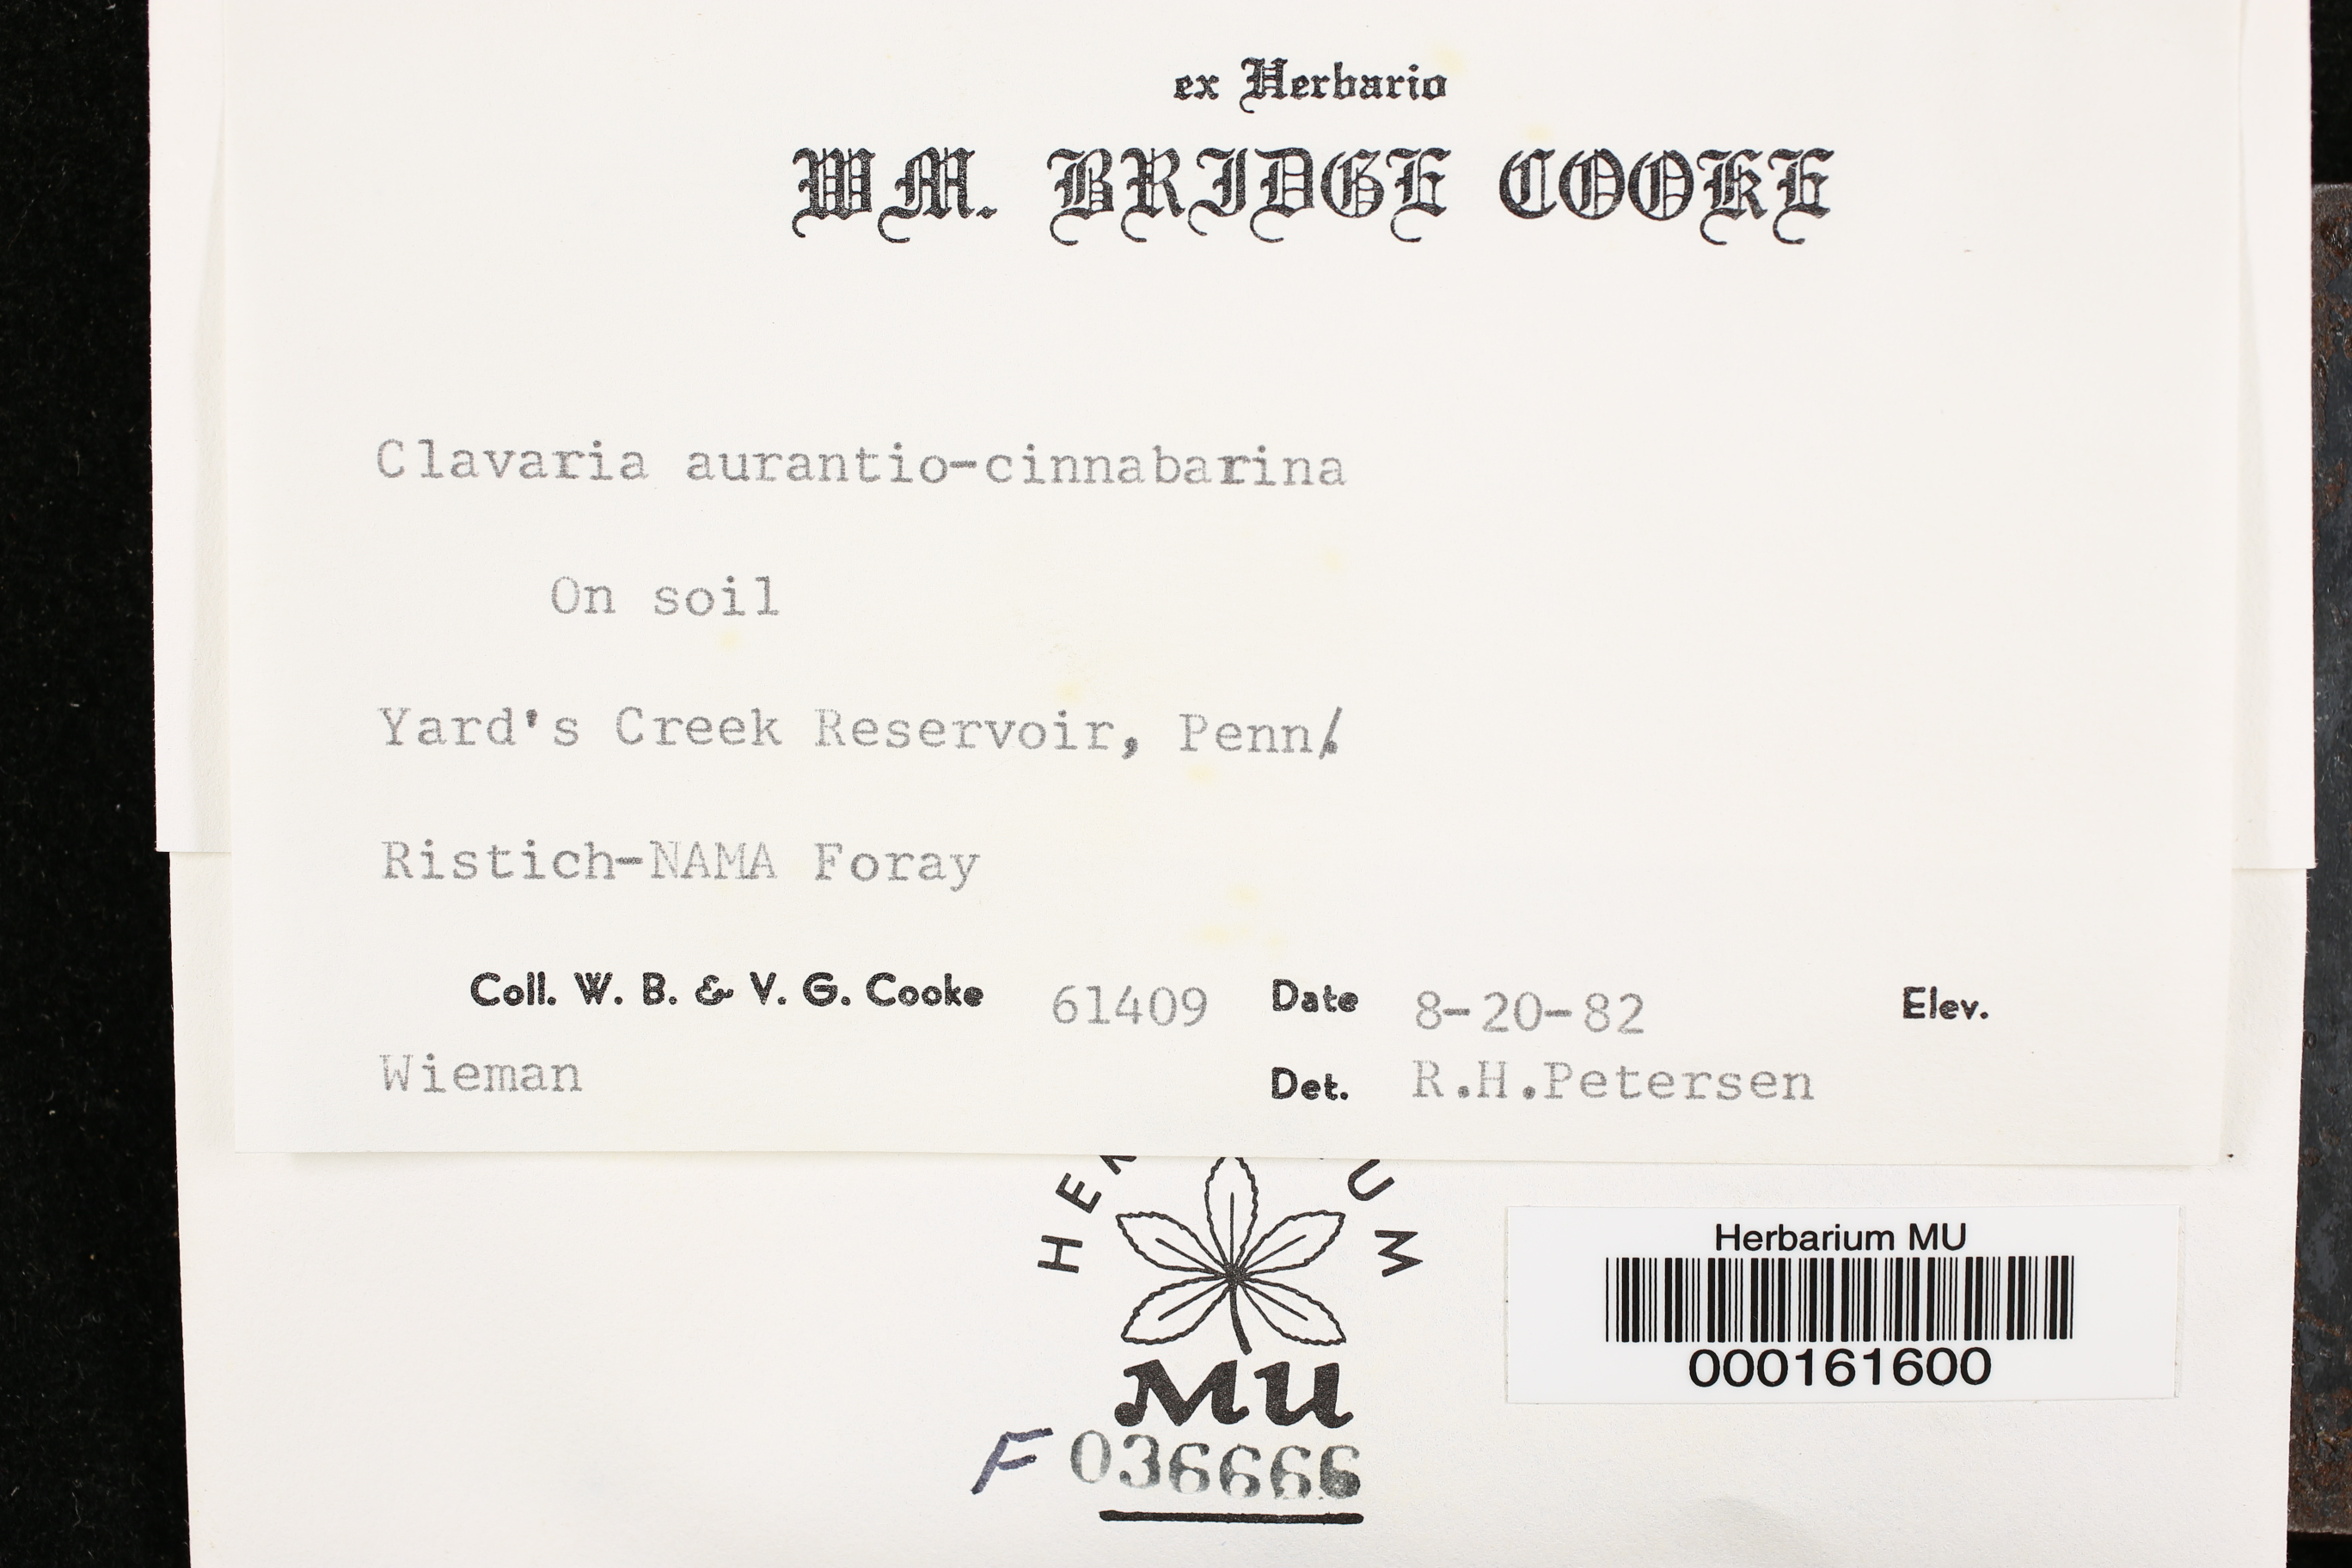 ex Herbario
WM. BRIDGE COOKE
Clavaria aurantio-cinnabarina
On soil
Yard's Creek Reservoir, Penn.
Ristich-NAMA Foray
Coll. W. B. & V. G. Cooke 61409 Date 8-20-82 Elev.
Wieman Det. R.H.Petersen
HER UM
MU
F 036666
Herbarium MU
000161600